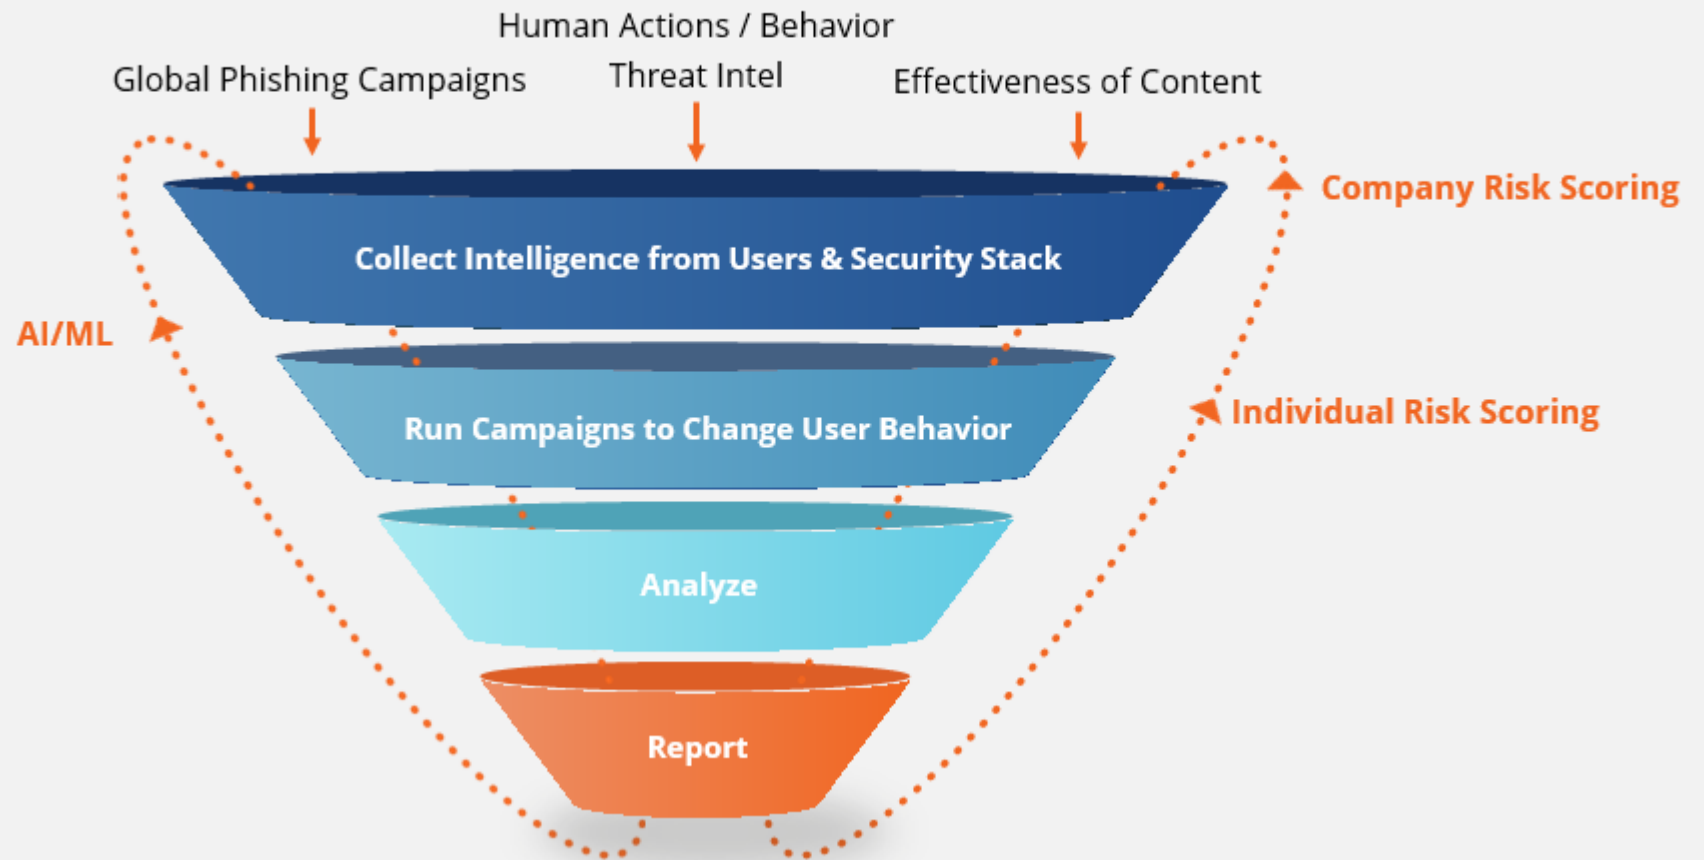 Human Actions / Behavior
Global Phishing Campaigns
Threat Intel
Effectiveness of Content
Company Risk Scoring
Collect Intelligence from Users & Security Stack
AI/ML
Individual Risk Scoring
Run Campaigns to Change User Behavior
Analyze
Report